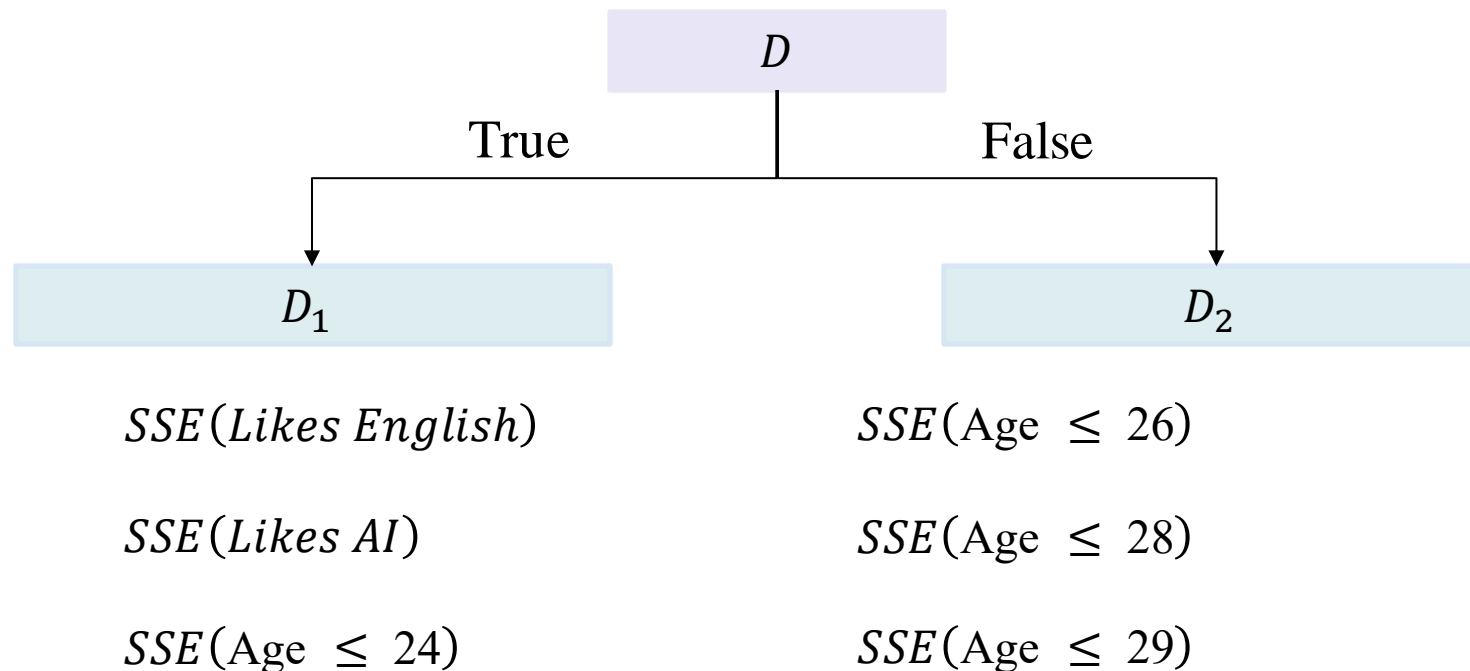 D
True False
D₁ D₂
SSE(Likes English) SSE(Age ≤ 26)
SSE(Likes AI) SSE(Age ≤ 28)
SSE(Age ≤ 24) SSE(Age ≤ 29)